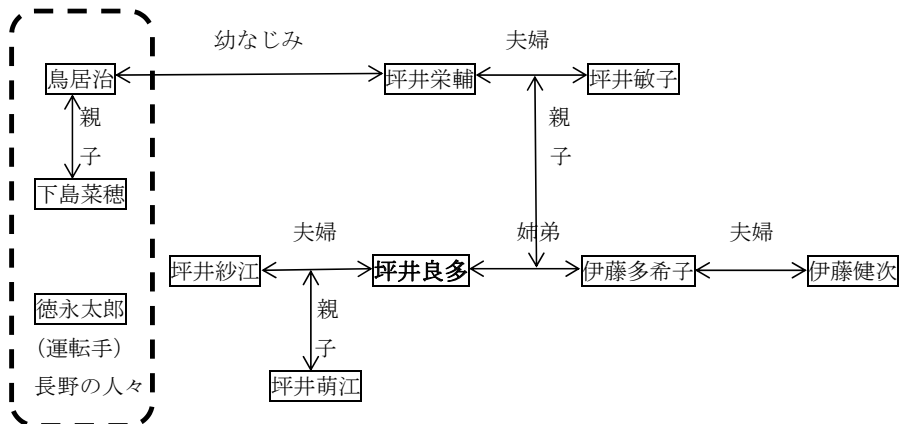 幼なじみ
夫婦
鳥居治
坪井栄輔
坪井敏子
親
子
親
子
下島菜穂
夫婦
姉弟
夫婦
坪井紗江
坪井良多
伊藤多希子
伊藤健次
徳永太郎
（運転手）
長野の人々
親
子
坪井萌江